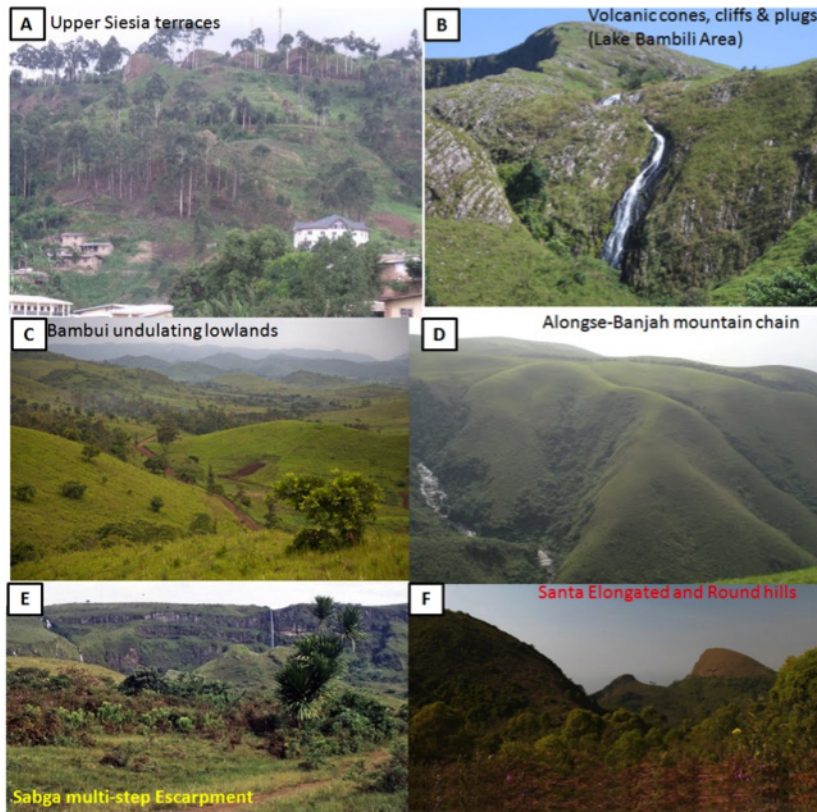 A Upper Siesia terraces
B Volcanic cones, cliffs & plugs
(Lake Bambili Area)
C Bambui undulating lowlands
D Alongse-Banjah mountain chain
E
Sabga multi-step Escarpment
F Santa Elongated and Round hills